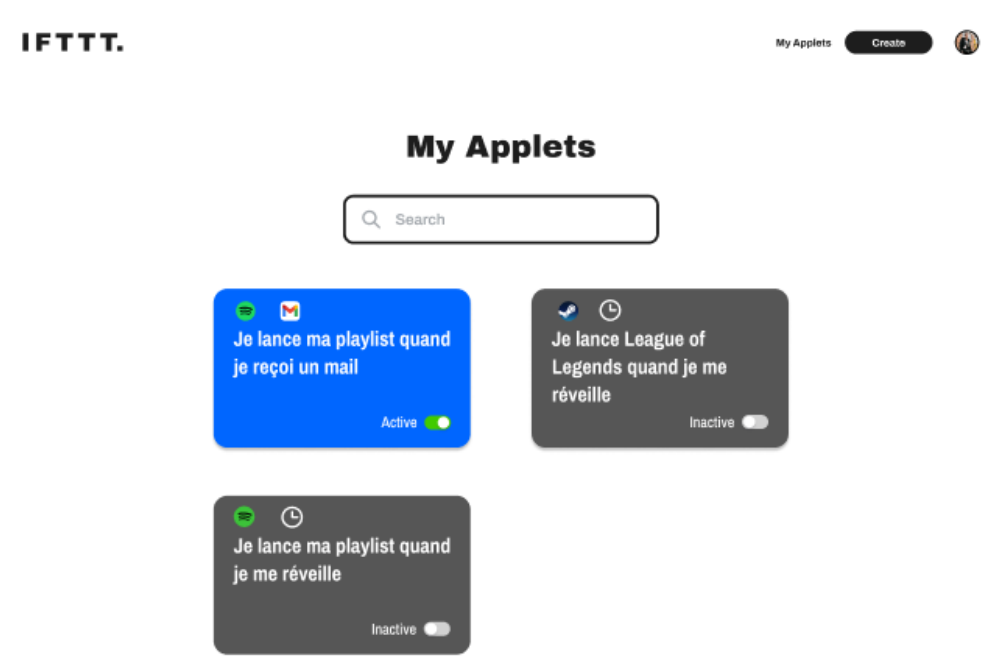 IFTTT.
My Applets
Create
My Applets
Search
Je lance ma playlist quand
je reçoi un mail
Active
Je lance League of
Legends quand je me
réveille
Inactive
Je lance ma playlist quand
je me réveille
Inactive